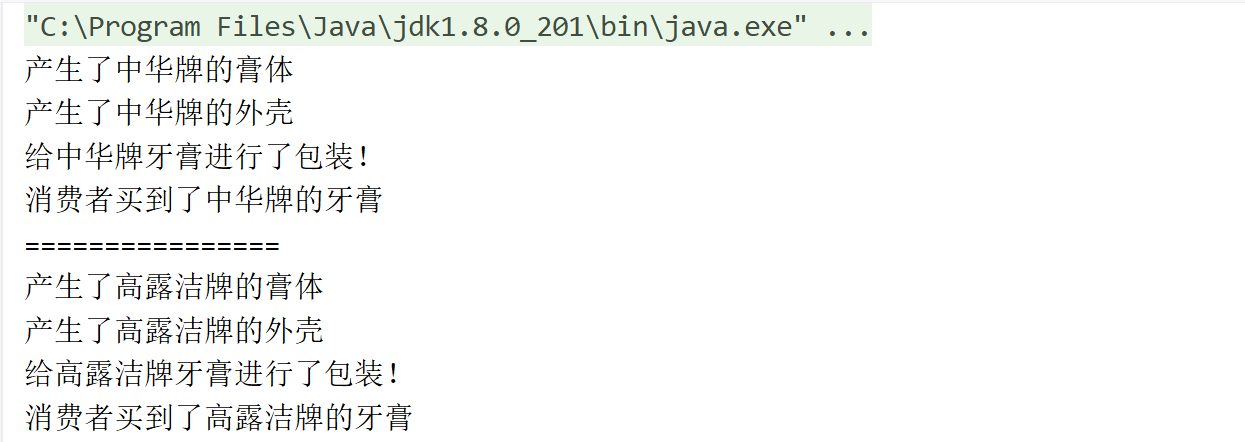 "C:\Program Files\Java\jdk1.8.0_201\bin\java.exe" ...
产生了中华牌的膏体
产生了中华牌的外壳
给中华牌牙膏进行了包装！
消费者买到了中华牌的牙膏
================
产生了高露洁牌的膏体
产生了高露洁牌的外壳
给高露洁牌牙膏进行了包装！
消费者买到了高露洁牌的牙膏